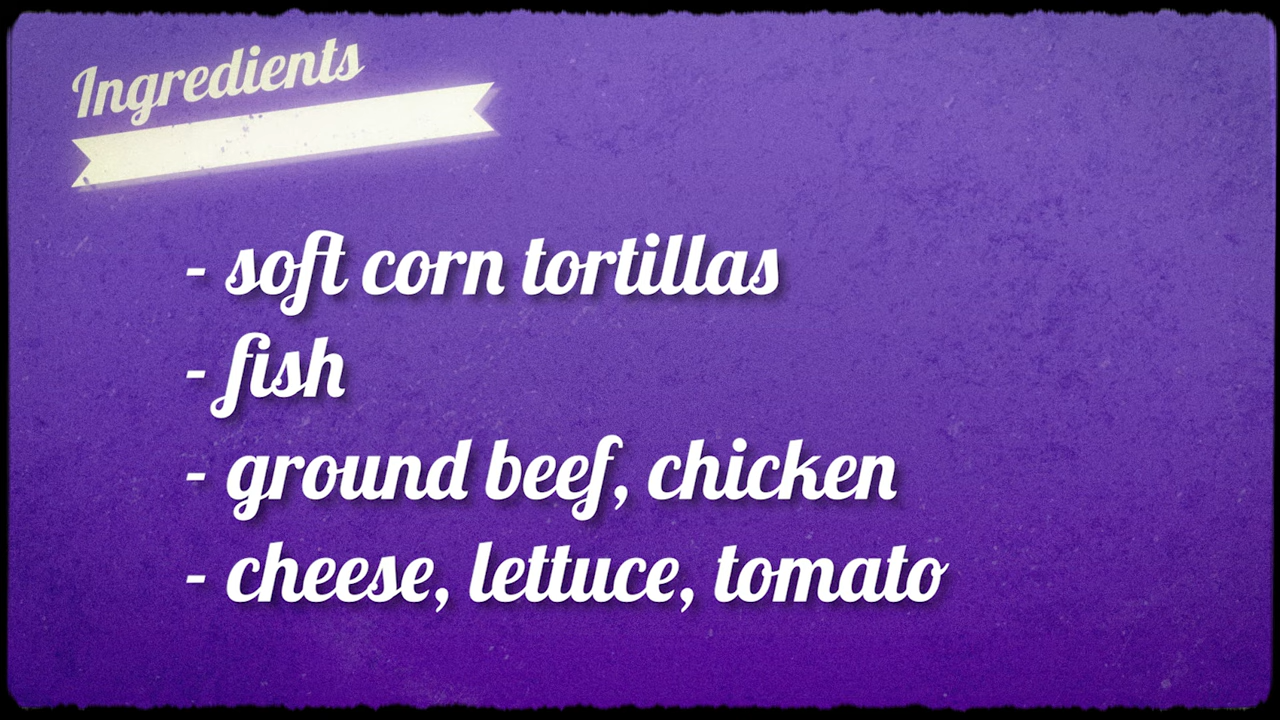 Ingredients
- soft corn tortillas
- fish
- ground beef, chicken
- cheese, lettuce, tomato